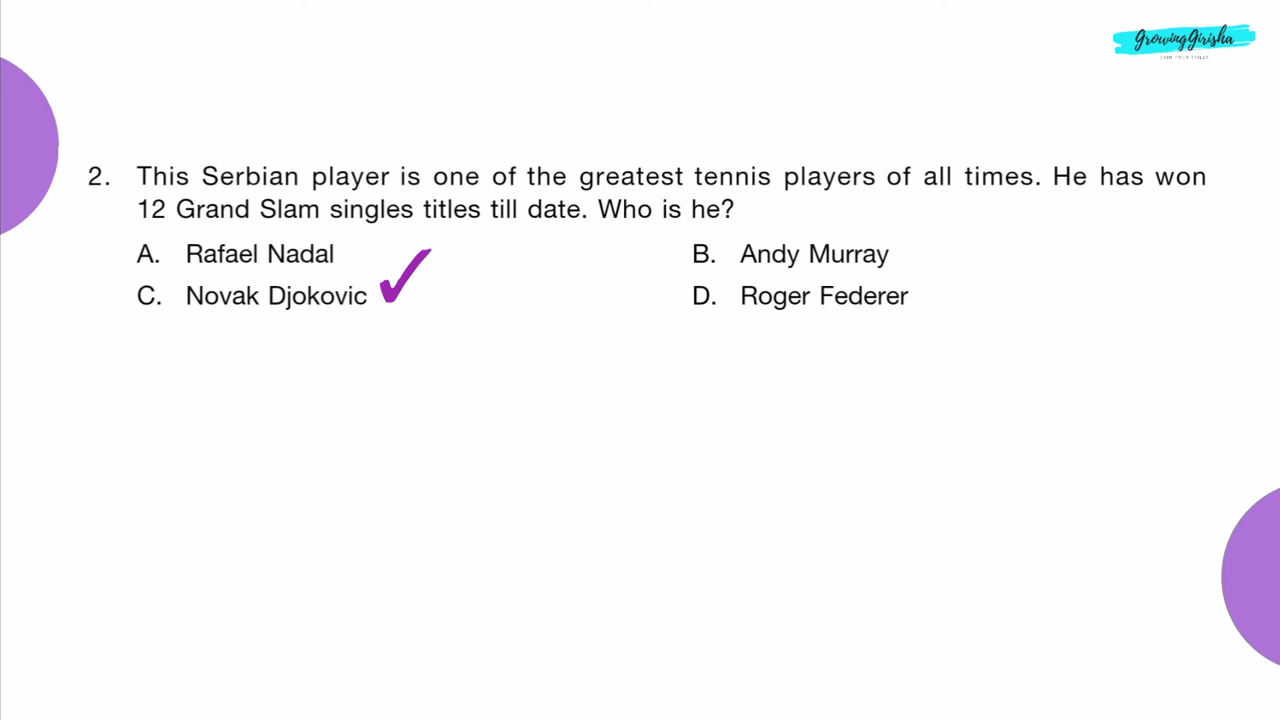 GrowingGirisha
2. This Serbian player is one of the greatest tennis players of all times. He has won
12 Grand Slam singles titles till date. Who is he?
A. Rafael Nadal
B. Andy Murray
C. Novak Djokovic
D. Roger Federer